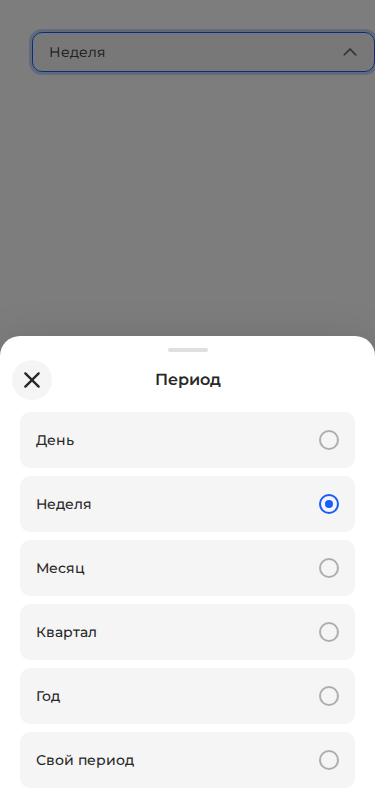 Неделя
Период
День
Неделя
Месяц
Квартал
Год
Свой период